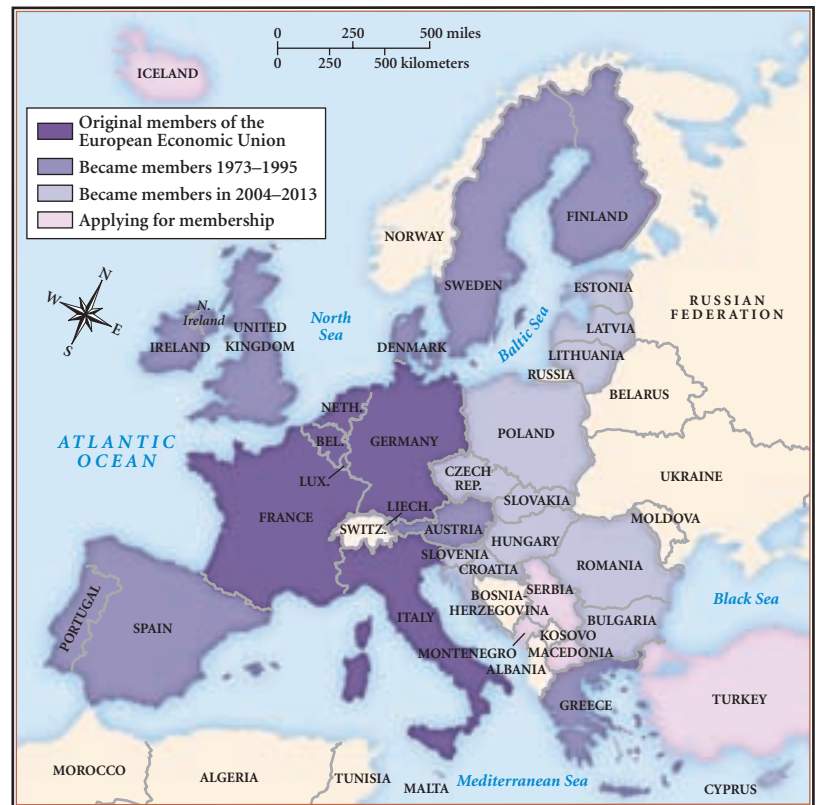 0 250 500 miles
0 250 500 kilometers
ICELAND
Original members of the
European Economic Union
Became members 1973–1995
Became members in 2004–2013
Applying for membership
N
W
E
S
NORWAY
FINLAND
SWEDEN
ESTONIA
RUSSIAN
FEDERATION
N.
Ireland
IRELAND
UNITED
KINGDOM
North
Sea
DENMARK
Baltic Sea
LATVIA
LITHUANIA
RUSSIA
BELARUS
NETH.
BEL.
GERMANY
POLAND
ATLANTIC
OCEAN
LUX.
CZECH
REP.
UKRAINE
SLOVAKIA
LIECH.
FRANCE
SWITZ.
AUSTRIA
MOLDOVA
HUNGARY
SLOVENIA
CROATIA
ROMANIA
BOSNIA-
HERZEGOVINA
SERBIA
Black Sea
PORTUGAL
SPAIN
ITALY
BULGARIA
KOSOVO
MONTENEGRO
MACEDONIA
ALBANIA
GREECE
TURKEY
MOROCCO
ALGERIA
TUNISIA
MALTA
Mediterranean Sea
CYPRUS